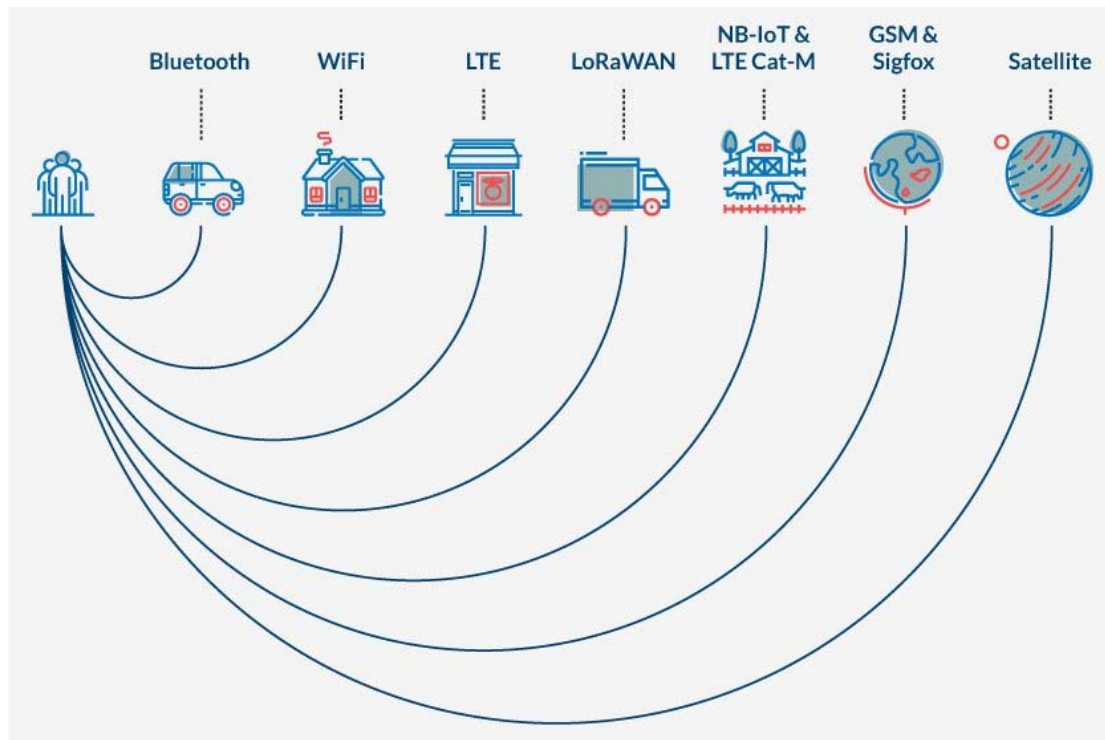 Bluetooth
WiFi
LTE
LoRaWAN
NB-IoT &
LTE Cat-M
GSM &
Sigfox
Satellite